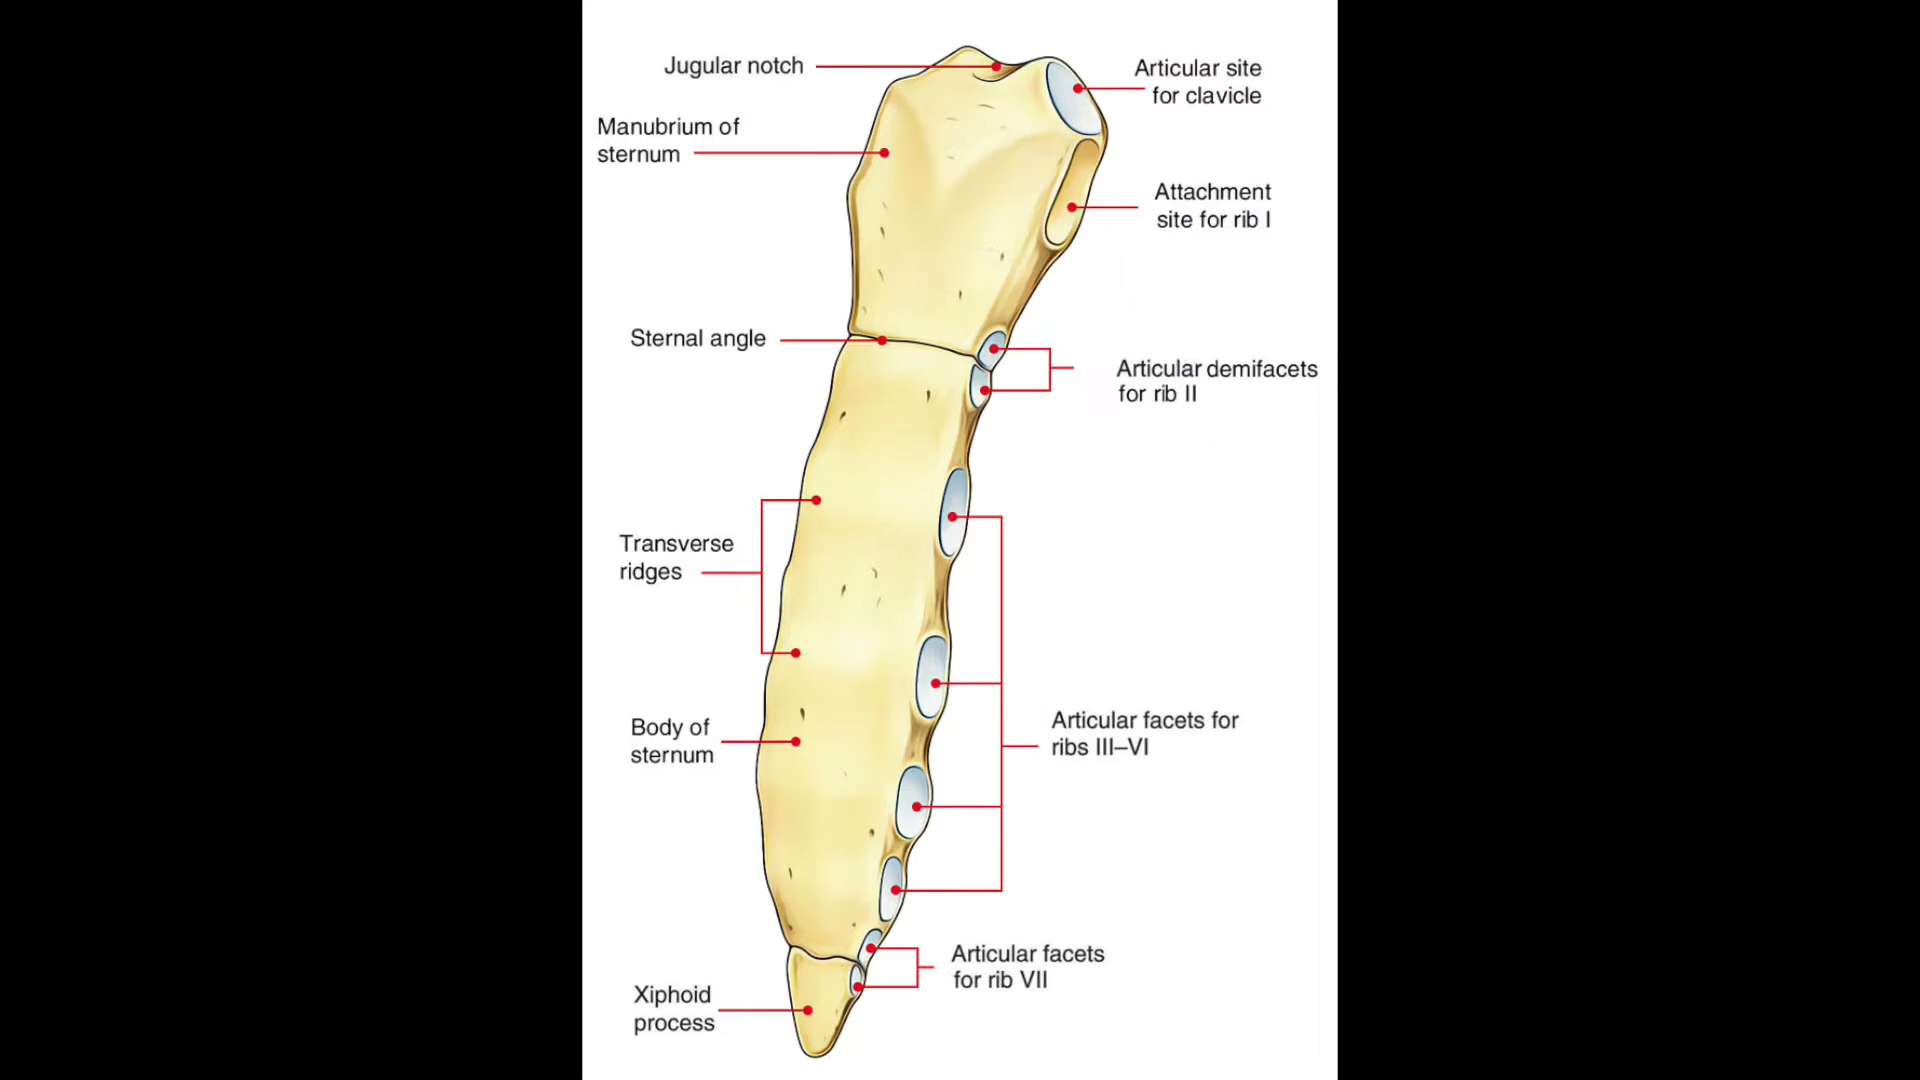 Jugular notch
Articular site
for clavicle
Manubrium of
sternum
Attachment
site for rib I
Sternal angle
Articular demifacets
for rib II
Transverse
ridges
Body of
sternum
Articular facets for
ribs III–VI
Articular facets
for rib VII
Xiphoid
process